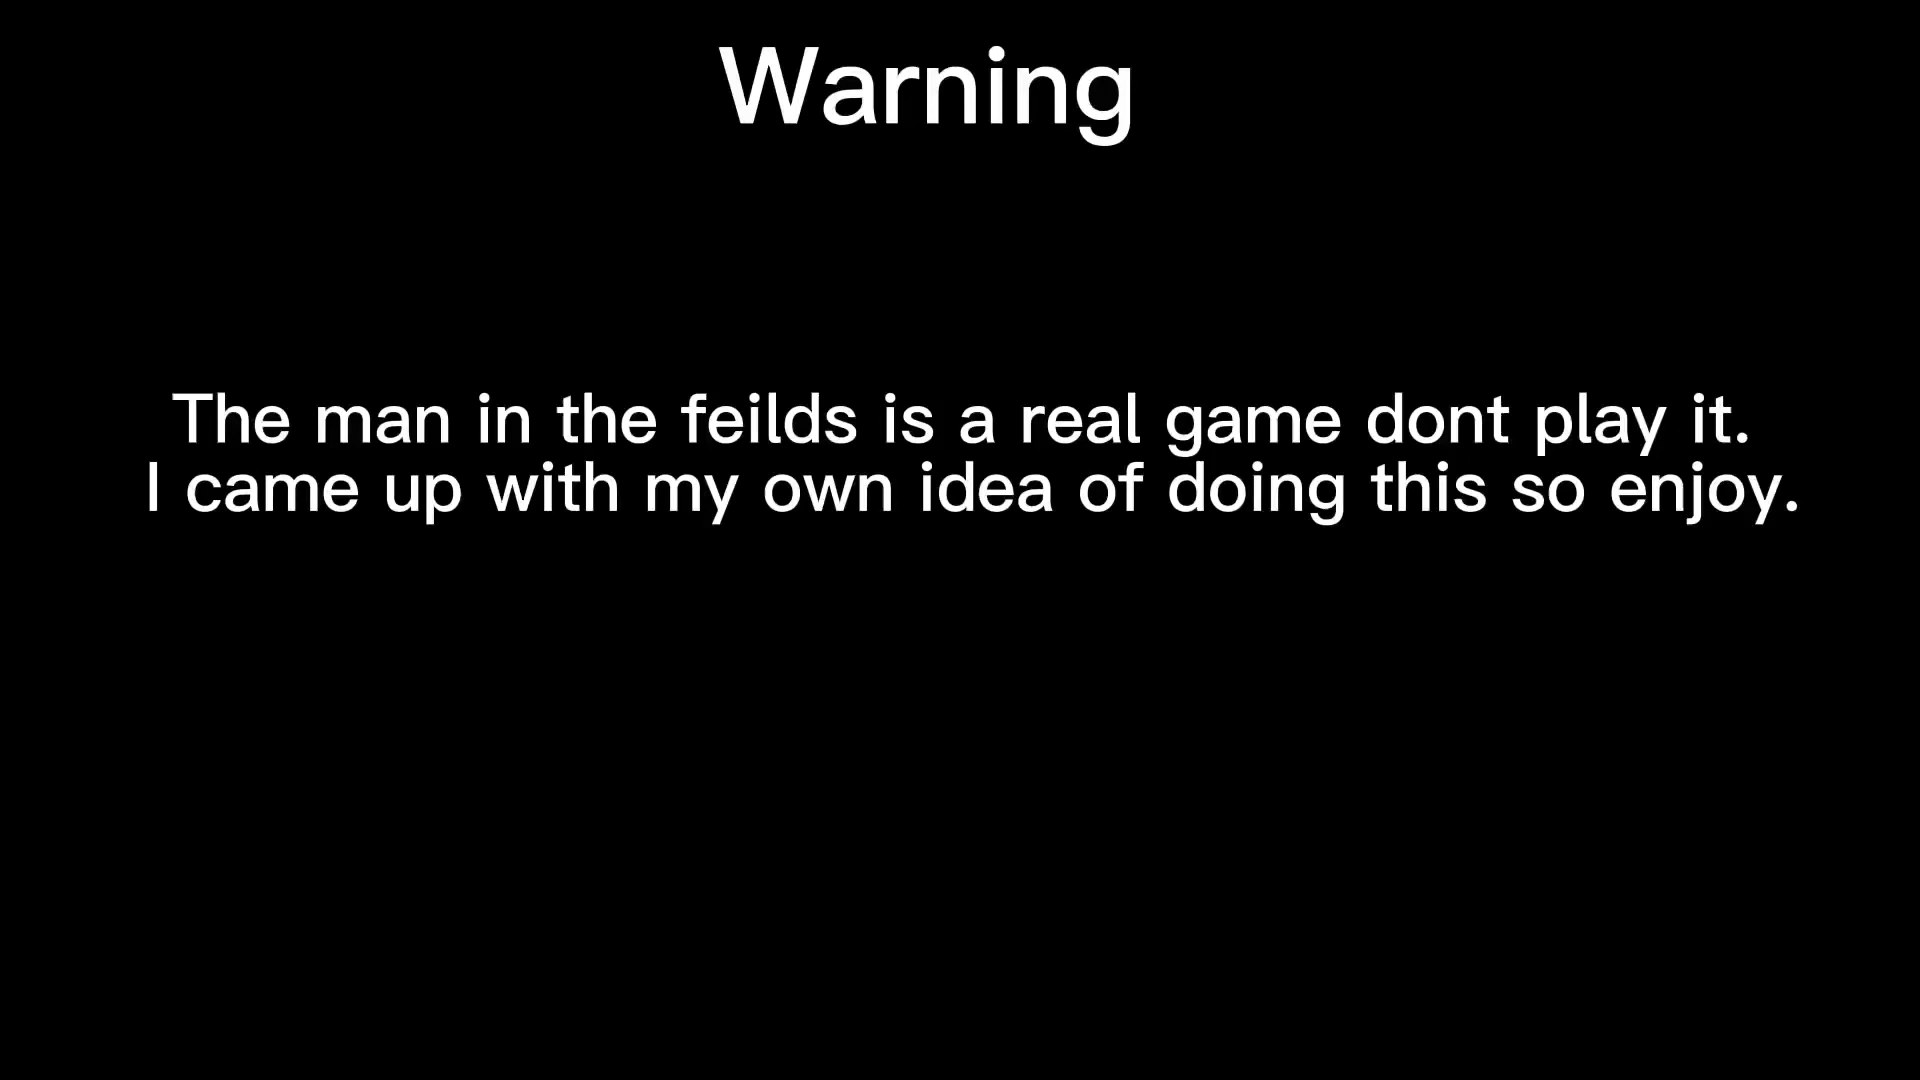 Warning
The man in the feilds is a real game dont play it.
I came up with my own idea of doing this so enjoy.